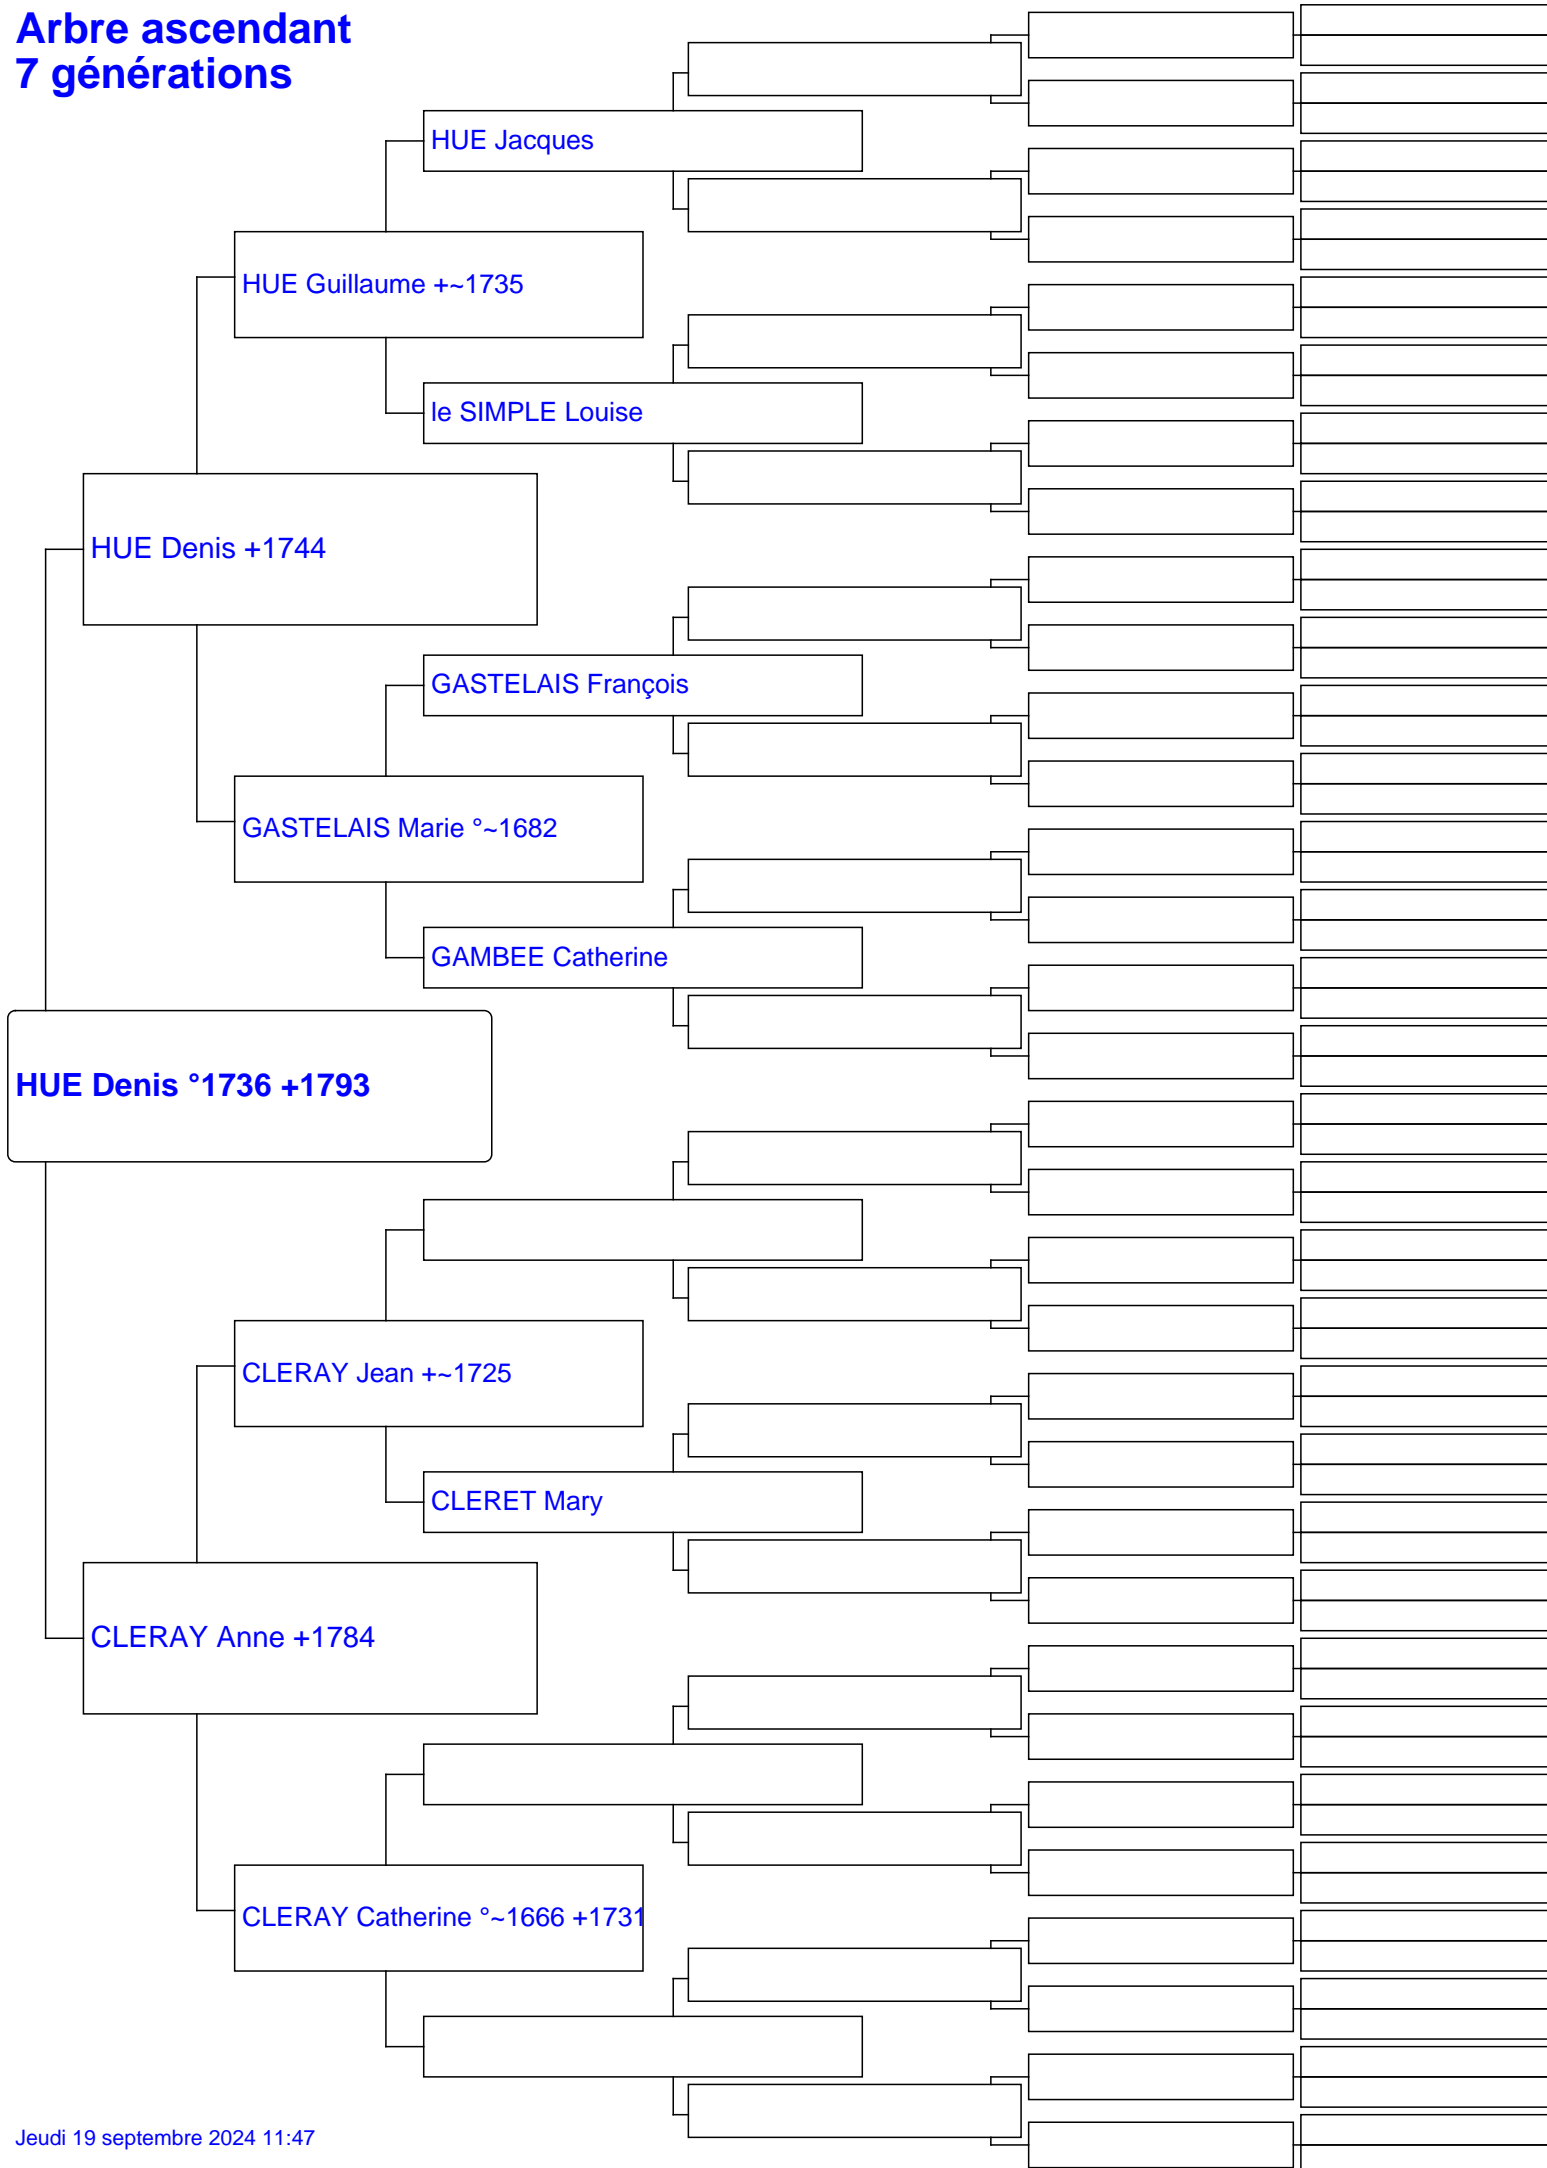 Arbre ascendant
7 générations
HUE Jacques
HUE Guillaume +~1735
le SIMPLE Louise
HUE Denis +1744
GASTELAIS François
GASTELAIS Marie °~1682
GAMBEE Catherine
HUE Denis °1736 +1793
CLERAY Jean +~1725
CLERET Mary
CLERAY Anne +1784
CLERAY Catherine °~1666 +1731
Jeudi 19 septembre 2024 11:47